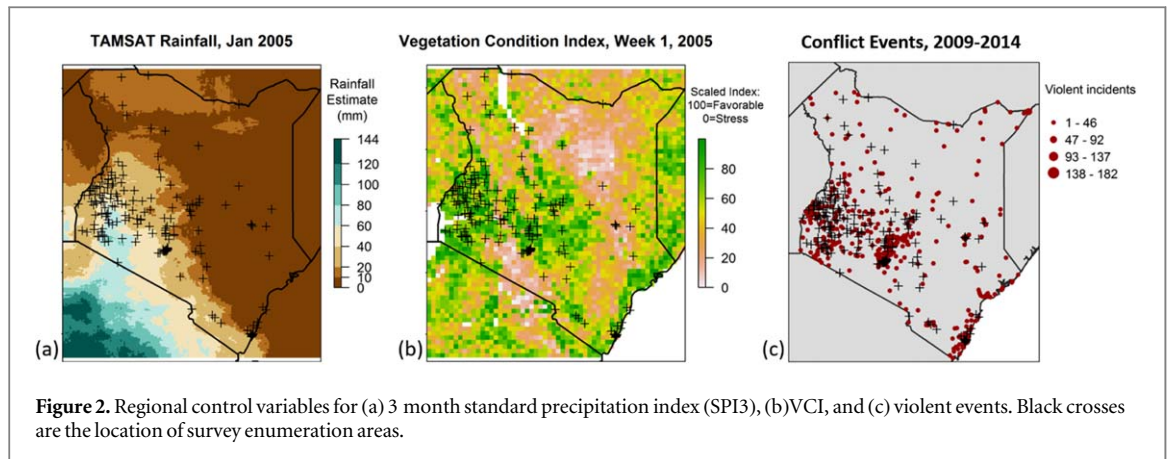 TAMSAT Rainfall, Jan 2005
Rainfall
Estimate
(mm)
144
120
100
80
60
40
20
10
0
(a)
Vegetation Condition Index, Week 1, 2005
Scaled Index:
100=Favorable
0=Stress
80
60
40
20
0
(b)
Conflict Events, 2009-2014
Violent incidents
1 - 46
47 - 92
93 - 137
138 - 182
(c)
Figure 2. Regional control variables for (a) 3 month standard precipitation index (SPI3), (b)VCI, and (c) violent events. Black crosses
are the location of survey enumeration areas.